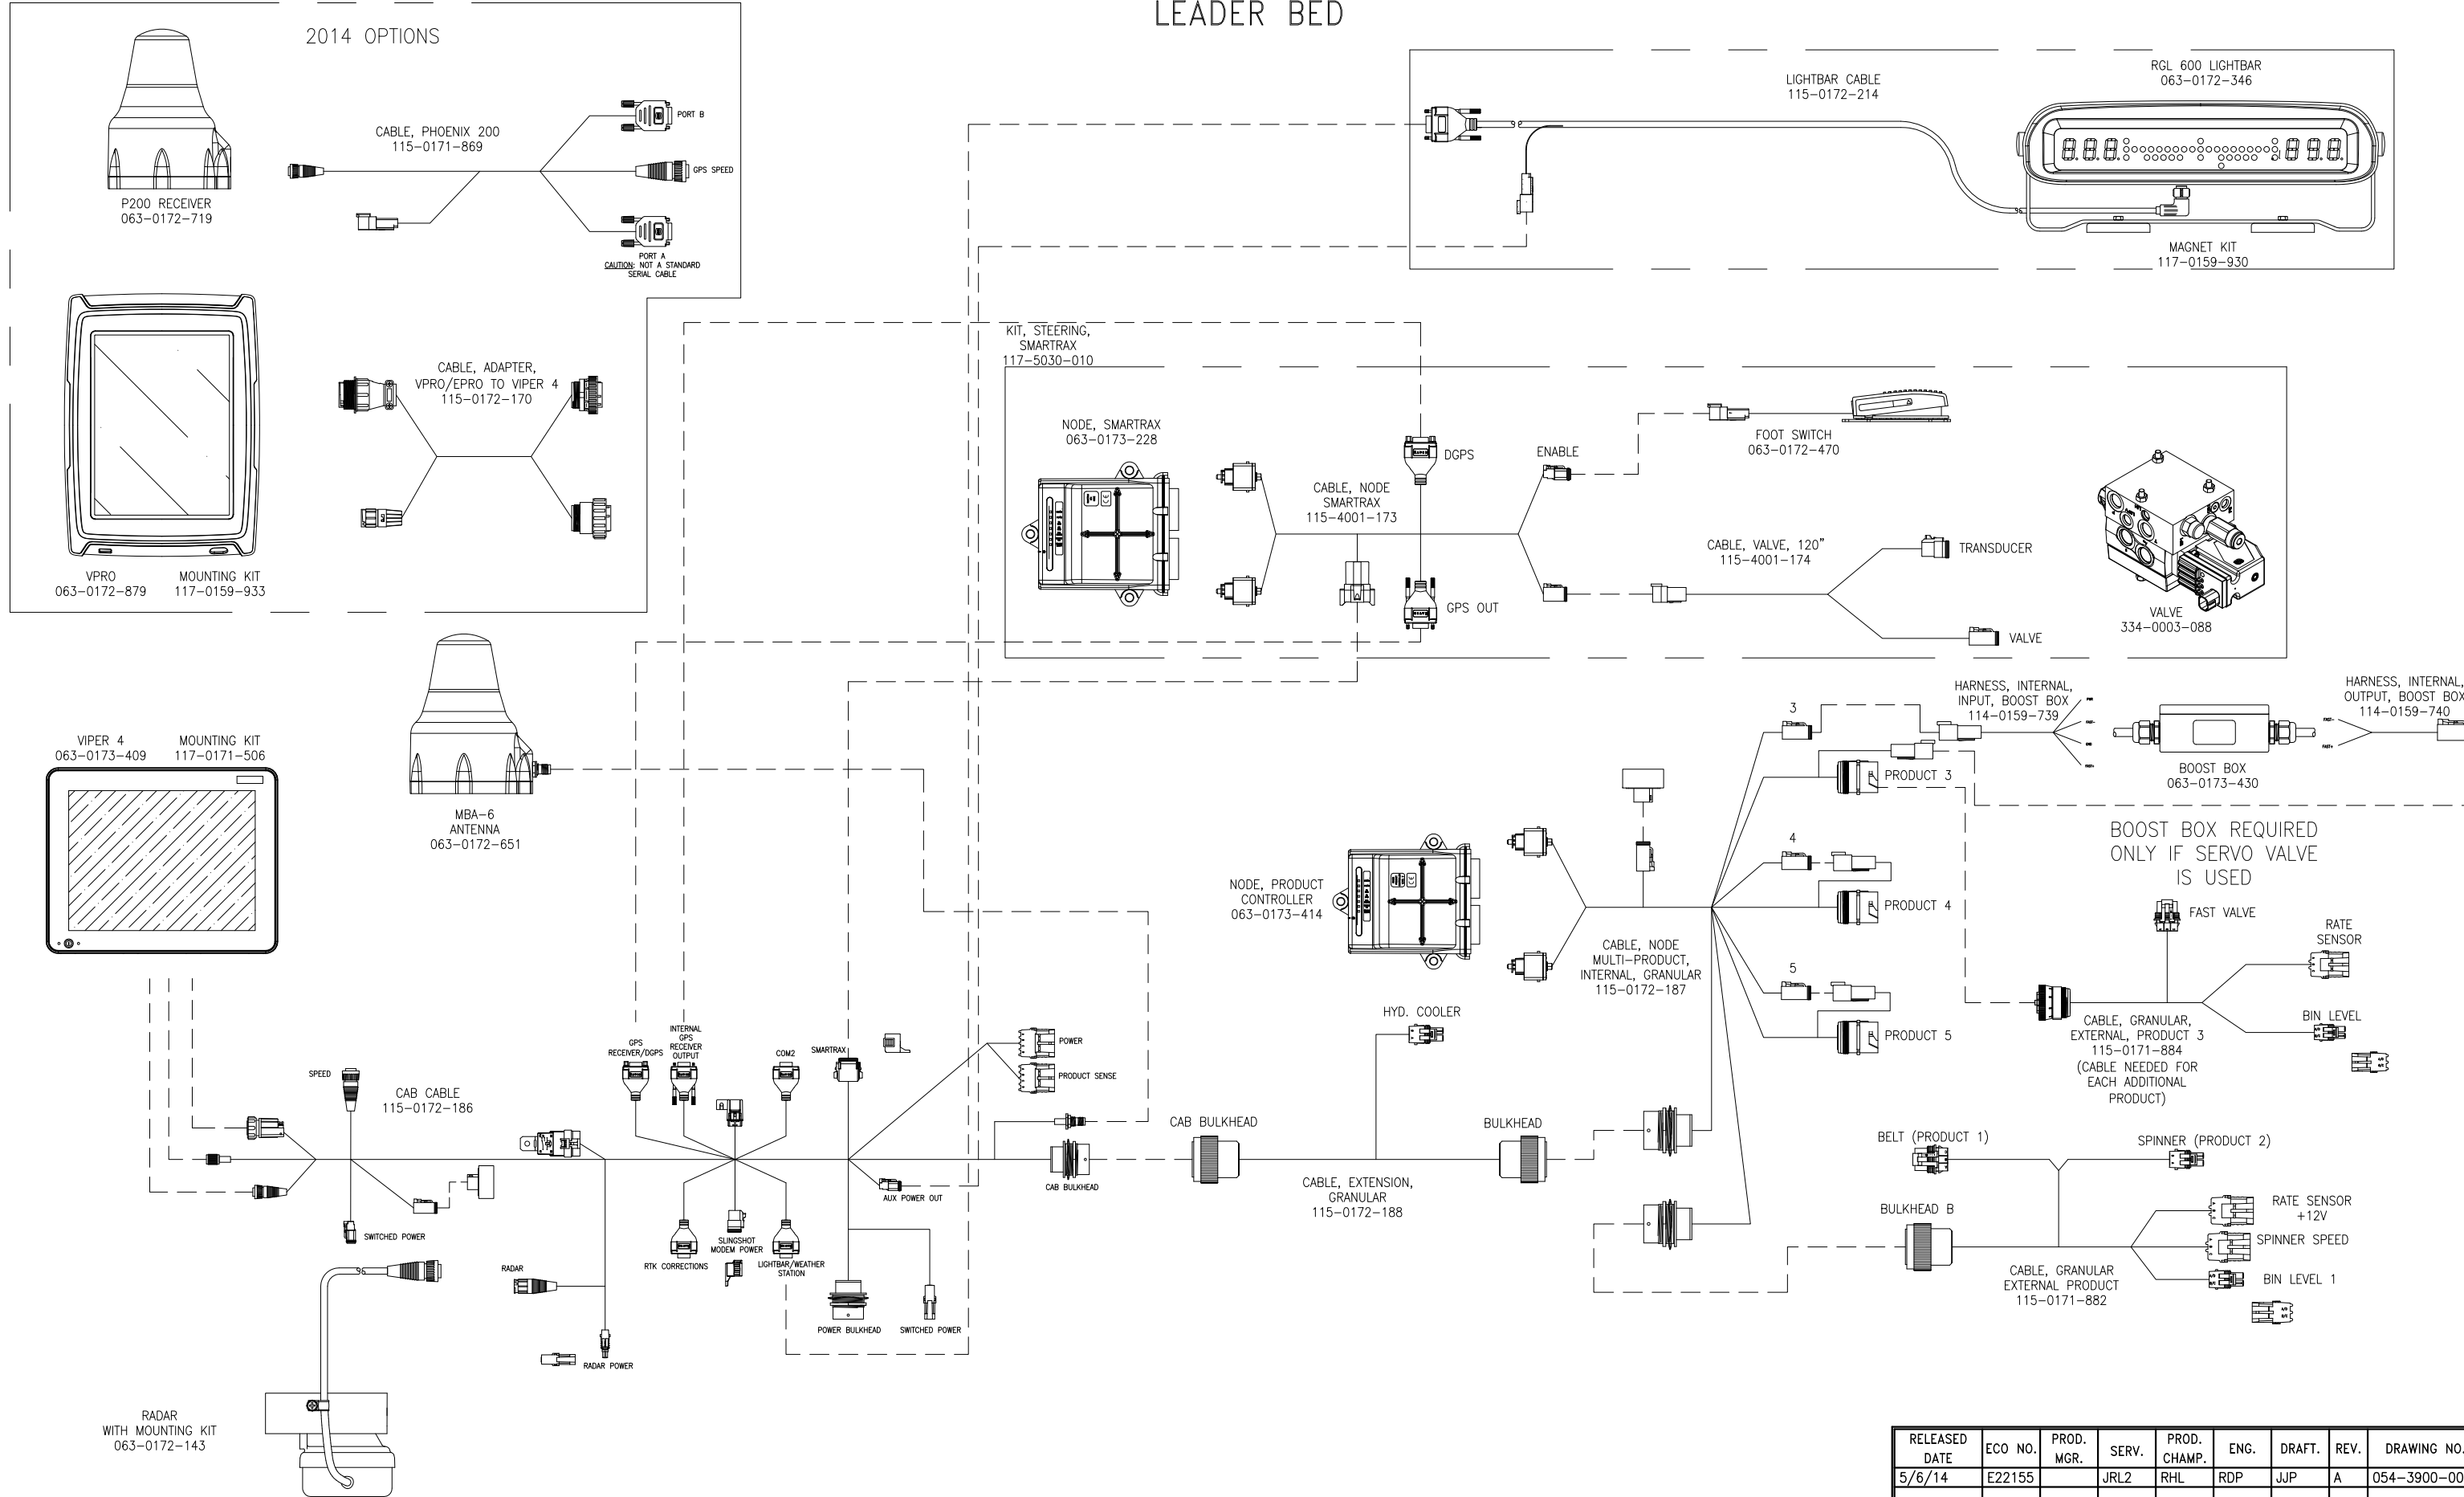 LEADER BED
2014 OPTIONS
P200 RECEIVER
063-0172-719
CABLE, PHOENIX 200
115-0171-869
PORT B
GPS SPEED
PORT A
CAUTION: NOT A STANDARD
SERIAL CABLE
CABLE, ADAPTER,
VPRO/EPRO TO VIPER 4
115-0172-170
VPRO
063-0172-879
MOUNTING KIT
117-0159-933
LIGHTBAR CABLE
115-0172-214
RGL 600 LIGHTBAR
063-0172-346
MAGNET KIT
117-0159-930
KIT, STEERING,
SMARTRAX
117-5030-010
NODE, SMARTRAX
063-0173-228
CABLE, NODE
SMARTRAX
115-4001-173
DGPS
GPS OUT
ENABLE
FOOT SWITCH
063-0172-470
CABLE, VALVE, 120"
115-4001-174
TRANSDUCER
VALVE
VALVE
334-0003-088
VIPER 4
063-0173-409
MOUNTING KIT
117-0171-506
MBA-6
ANTENNA
063-0172-651
HARNESS, INTERNAL,
INPUT, BOOST BOX
114-0159-739
HARNESS, INTERNAL,
OUTPUT, BOOST BOX
114-0159-740
BOOST BOX
063-0173-430
BOOST BOX REQUIRED
ONLY IF SERVO VALVE
IS USED
3
PRODUCT 3
4
PRODUCT 4
5
PRODUCT 5
NODE, PRODUCT
CONTROLLER
063-0173-414
CABLE, NODE
MULTI-PRODUCT,
INTERNAL, GRANULAR
115-0172-187
FAST VALVE
RATE
SENSOR
BIN LEVEL
CABLE, GRANULAR,
EXTERNAL, PRODUCT 3
115-0171-884
(CABLE NEEDED FOR
EACH ADDITIONAL
PRODUCT)
HYD. COOLER
CAB BULKHEAD
BULKHEAD
CABLE, EXTENSION,
GRANULAR
115-0172-188
BELT (PRODUCT 1)
SPINNER (PRODUCT 2)
BULKHEAD B
RATE SENSOR
+12V
SPINNER SPEED
BIN LEVEL 1
CABLE, GRANULAR
EXTERNAL PRODUCT
115-0171-882
SPEED
CAB CABLE
115-0172-186
SWITCHED POWER
GPS
RECEIVER/DGPS
INTERNAL
GPS
RECEIVER
OUTPUT
COM2
SMARTRAX
POWER
PRODUCT SENSE
CAB BULKHEAD
AUX POWER OUT
RTK CORRECTIONS
SLINGSHOT
MODEM POWER
LIGHTBAR/WEATHER
STATION
POWER BULKHEAD
SWITCHED POWER
RADAR
RADAR POWER
RADAR
WITH MOUNTING KIT
063-0172-143
RELEASED DATE ECO NO. PROD. MGR. SERV. PROD. CHAMP. ENG. DRAFT. REV. DRAWING NO.
5/6/14 E22155 JRL2 RHL RDP JJP A 054-3900-00